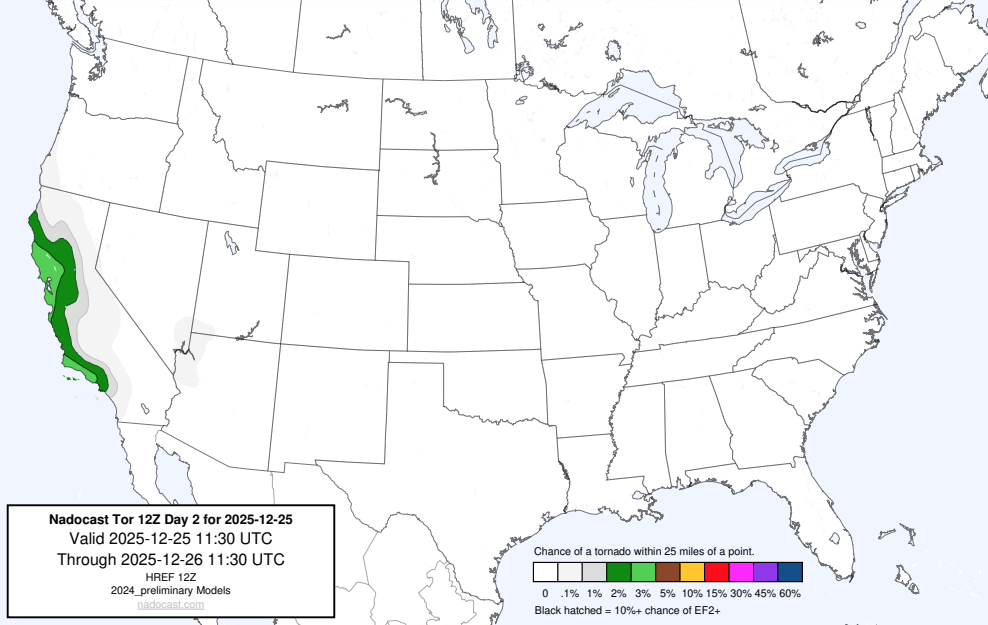 Nadocast Tor 12Z Day 2 for 2025-12-25
Valid 2025-12-25 11:30 UTC
Through 2025-12-26 11:30 UTC
HREF 12Z
2024_preliminary Models
nadocast.com
Chance of a tornado within 25 miles of a point.
0 .1% 1% 2% 3% 5% 10% 15% 30% 45% 60%
Black hatched = 10%+ chance of EF2+